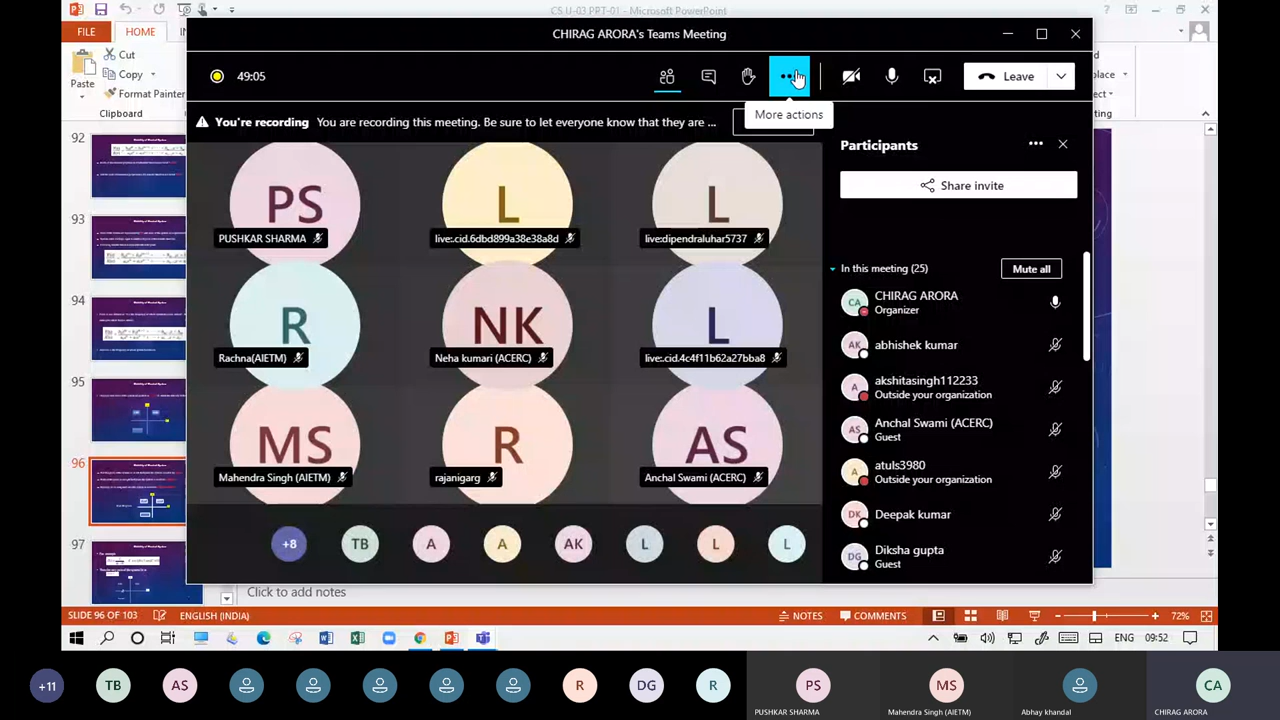 CS U-03 PPT-01 - Microsoft PowerPoint
FILE
HOME
Cut
Copy
Format Painter
Paste
Clipboard
CHIRAG ARORA's Teams Meeting
49:05
Leave
More actions
You're recording You are recording this meeting. Be sure to let everyone know that they are ...
PS
PUSHKAR SHARMA
L
live:.cid.6dbd899a38e38a8d
L
live:dipendraluhar5737
R
Rachna(AIETM)
NK
Neha kumari (ACERC)
L
live:.cid.4c4f11b62a27bba8
MS
Mahendra Singh (AIETM)
R
rajanigarg
AS
Anchal Swami (ACERC)
+8
TB
A
A
AK
L
L
L
Participants
Share invite
In this meeting (25)
Mute all
CA
CHIRAG ARORA
Organizer
AK
abhishek kumar
A
akshitasingh112233
Outside your organization
AS
Anchal Swami (ACERC)
Guest
A
atuls3980
Outside your organization
DK
Deepak kumar
DG
Diksha gupta
Guest
92
93
94
95
96
97
Click to add notes
SLIDE 96 OF 103
ENGLISH (INDIA)
NOTES
COMMENTS
72%
ENG
09:52
+11
TB
AS
R
DG
R
PS
PUSHKAR SHARMA
MS
Mahendra Singh (AIETM)
Abhay khandal
CA
CHIRAG ARORA